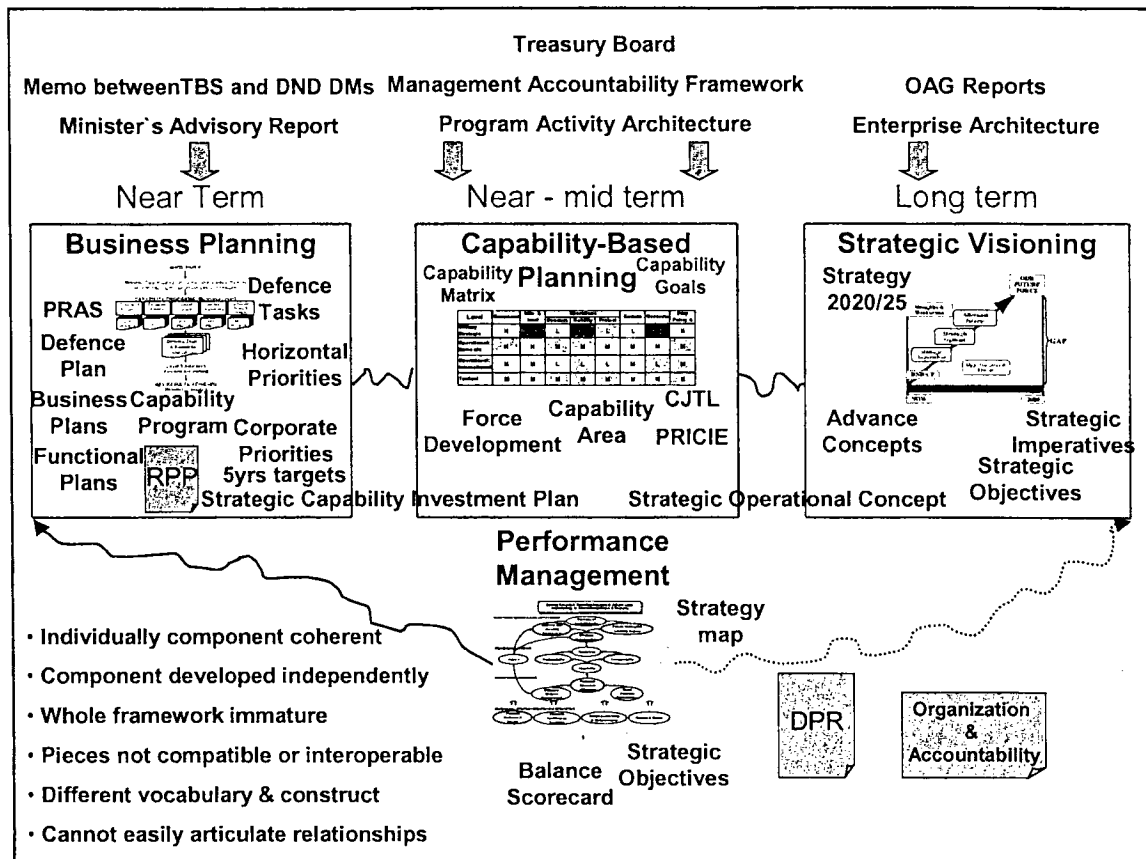 Treasury Board
Memo betweenTBS and DND DMs
Management Accountability Framework
OAG Reports
Minister`s Advisory Report
Program Activity Architecture
Enterprise Architecture
Near Term
Near - mid term
Long term
Business Planning
PRAS
Defence
Tasks
Defence
Plan
Horizontal
Priorities
Business
Plans
Capability
Program
Corporate
Priorities
5yrs targets
Functional
Plans
RPP
Strategic Capability Investment Plan
Capability-Based
Planning
Capability
Matrix
Capability
Goals
Level
Force
Development
Capability
Area
CJTL
PRICIE
Strategic Operational Concept
Strategic Visioning
Strategy
2020/25
GAP
Advance
Concepts
Strategic
Imperatives
Strategic
Objectives
Performance
Management
Strategy
map
• Individually component coherent
• Component developed independently
• Whole framework immature
• Pieces not compatible or interoperable
• Different vocabulary & construct
• Cannot easily articulate relationships
Balance
Scorecard
Strategic
Objectives
DPR
Organization
&
Accountability